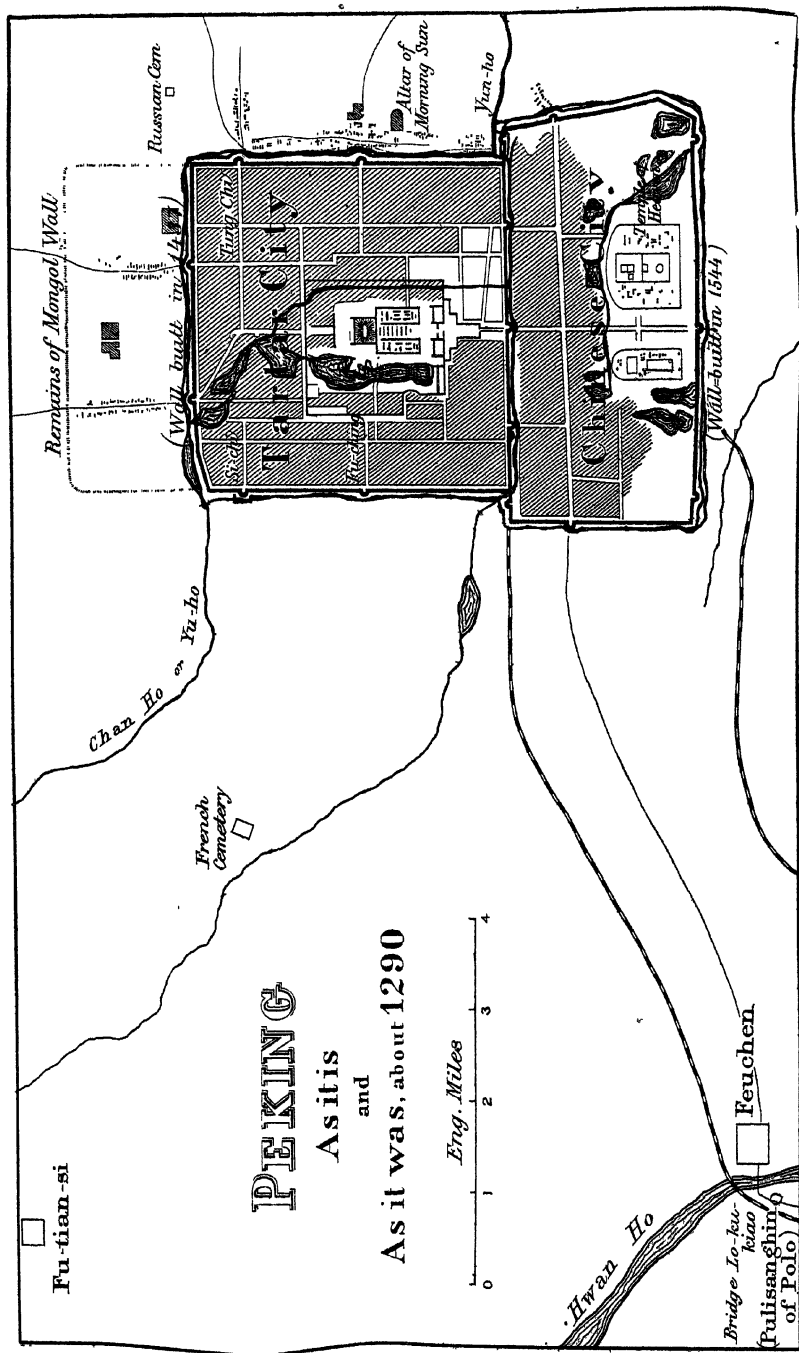 PEKING
As it is
and
As it was, about 1290
Eng. Miles
0 1 2 3 4
Fu-tian-si
French
Cemetery
Chan Ho or Yu-ho
Remains of Mongol Wall
Russian Cem
(Wall built in
Tartar City
Altar of
Morning Sun
Yun-ho
Chinese City
Temple of
Heaven
(Wall built in 1544)
Hwan Ho
Bridge Lo-ku-
kiao
(Pulisanghin
of Polo)
Feuchen